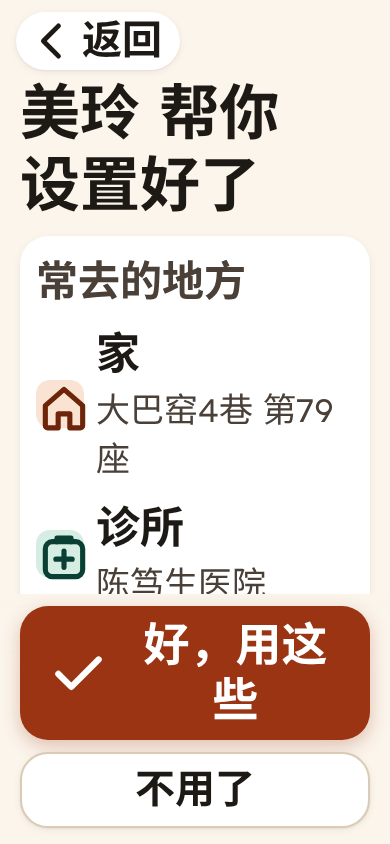 返回
美玲 帮你
设置好了
常去的地方
家
大巴窑4巷 第79
座
诊所
陈笃生医院
好，用这
些
不用了